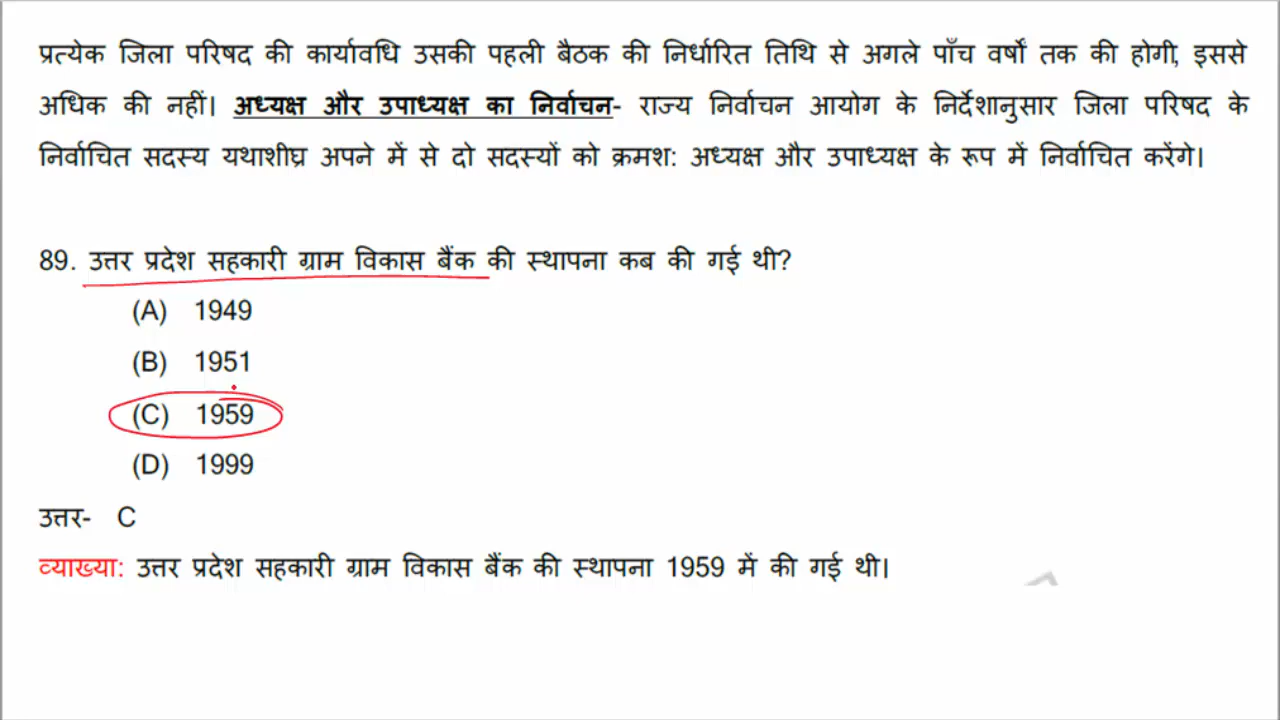 प्रत्येक जिला परिषद की कार्यावधि उसकी पहली बैठक की निर्धारित तिथि से अगले पाँच वर्षों तक की होगी, इससे
अधिक की नहीं। अध्यक्ष और उपाध्यक्ष का निर्वाचन- राज्य निर्वाचन आयोग के निर्देशानुसार जिला परिषद के
निर्वाचित सदस्य यथाशीघ्र अपने में से दो सदस्यों को क्रमश: अध्यक्ष और उपाध्यक्ष के रूप में निर्वाचित करेंगे।
89. उत्तर प्रदेश सहकारी ग्राम विकास बैंक की स्थापना कब की गई थी?
(A) 1949
(B) 1951
(C) 1959
(D) 1999
उत्तर- C
व्याख्या: उत्तर प्रदेश सहकारी ग्राम विकास बैंक की स्थापना 1959 में की गई थी।